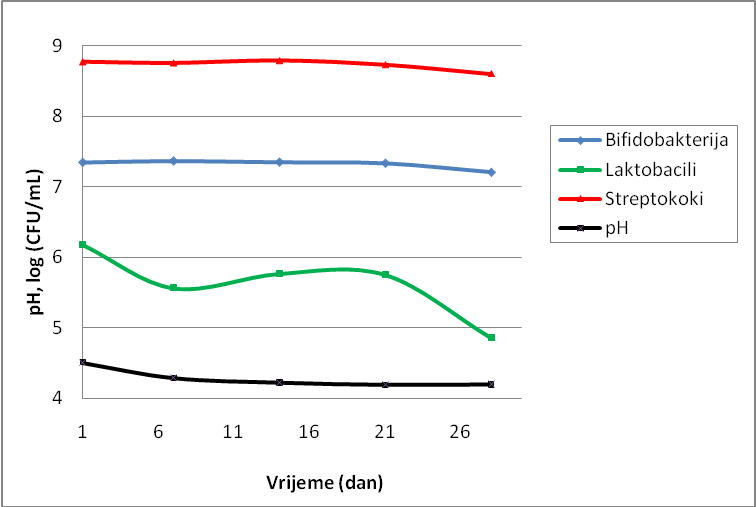 9
8
7
6
5
4
pH, log (CFU/mL)
1 6 11 16 21 26
Vrijeme (dan)
Bifidobakterija
Laktobacili
Streptokoki
pH